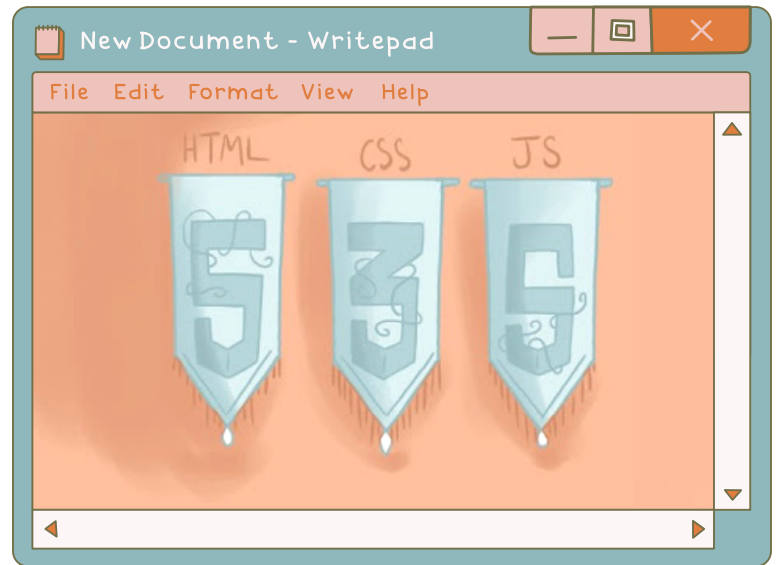 New Document - Writepad
File Edit Format View Help
HTML CSS JS
5 3 S